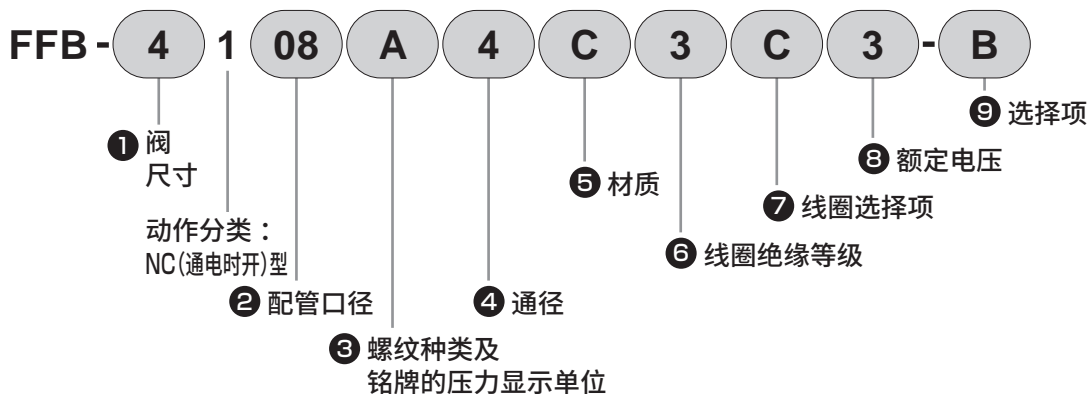 FFB - 4 1 08 A 4 C 3 C 3 - B
❶ 阀
尺寸
动作分类：
NC(通电时开)型
❷ 配管口径
❸ 螺纹种类及
铭牌的压力显示单位
❹ 通径
❺ 材质
❻ 线圈绝缘等级
❼ 线圈选择项
❽ 额定电压
❾ 选择项